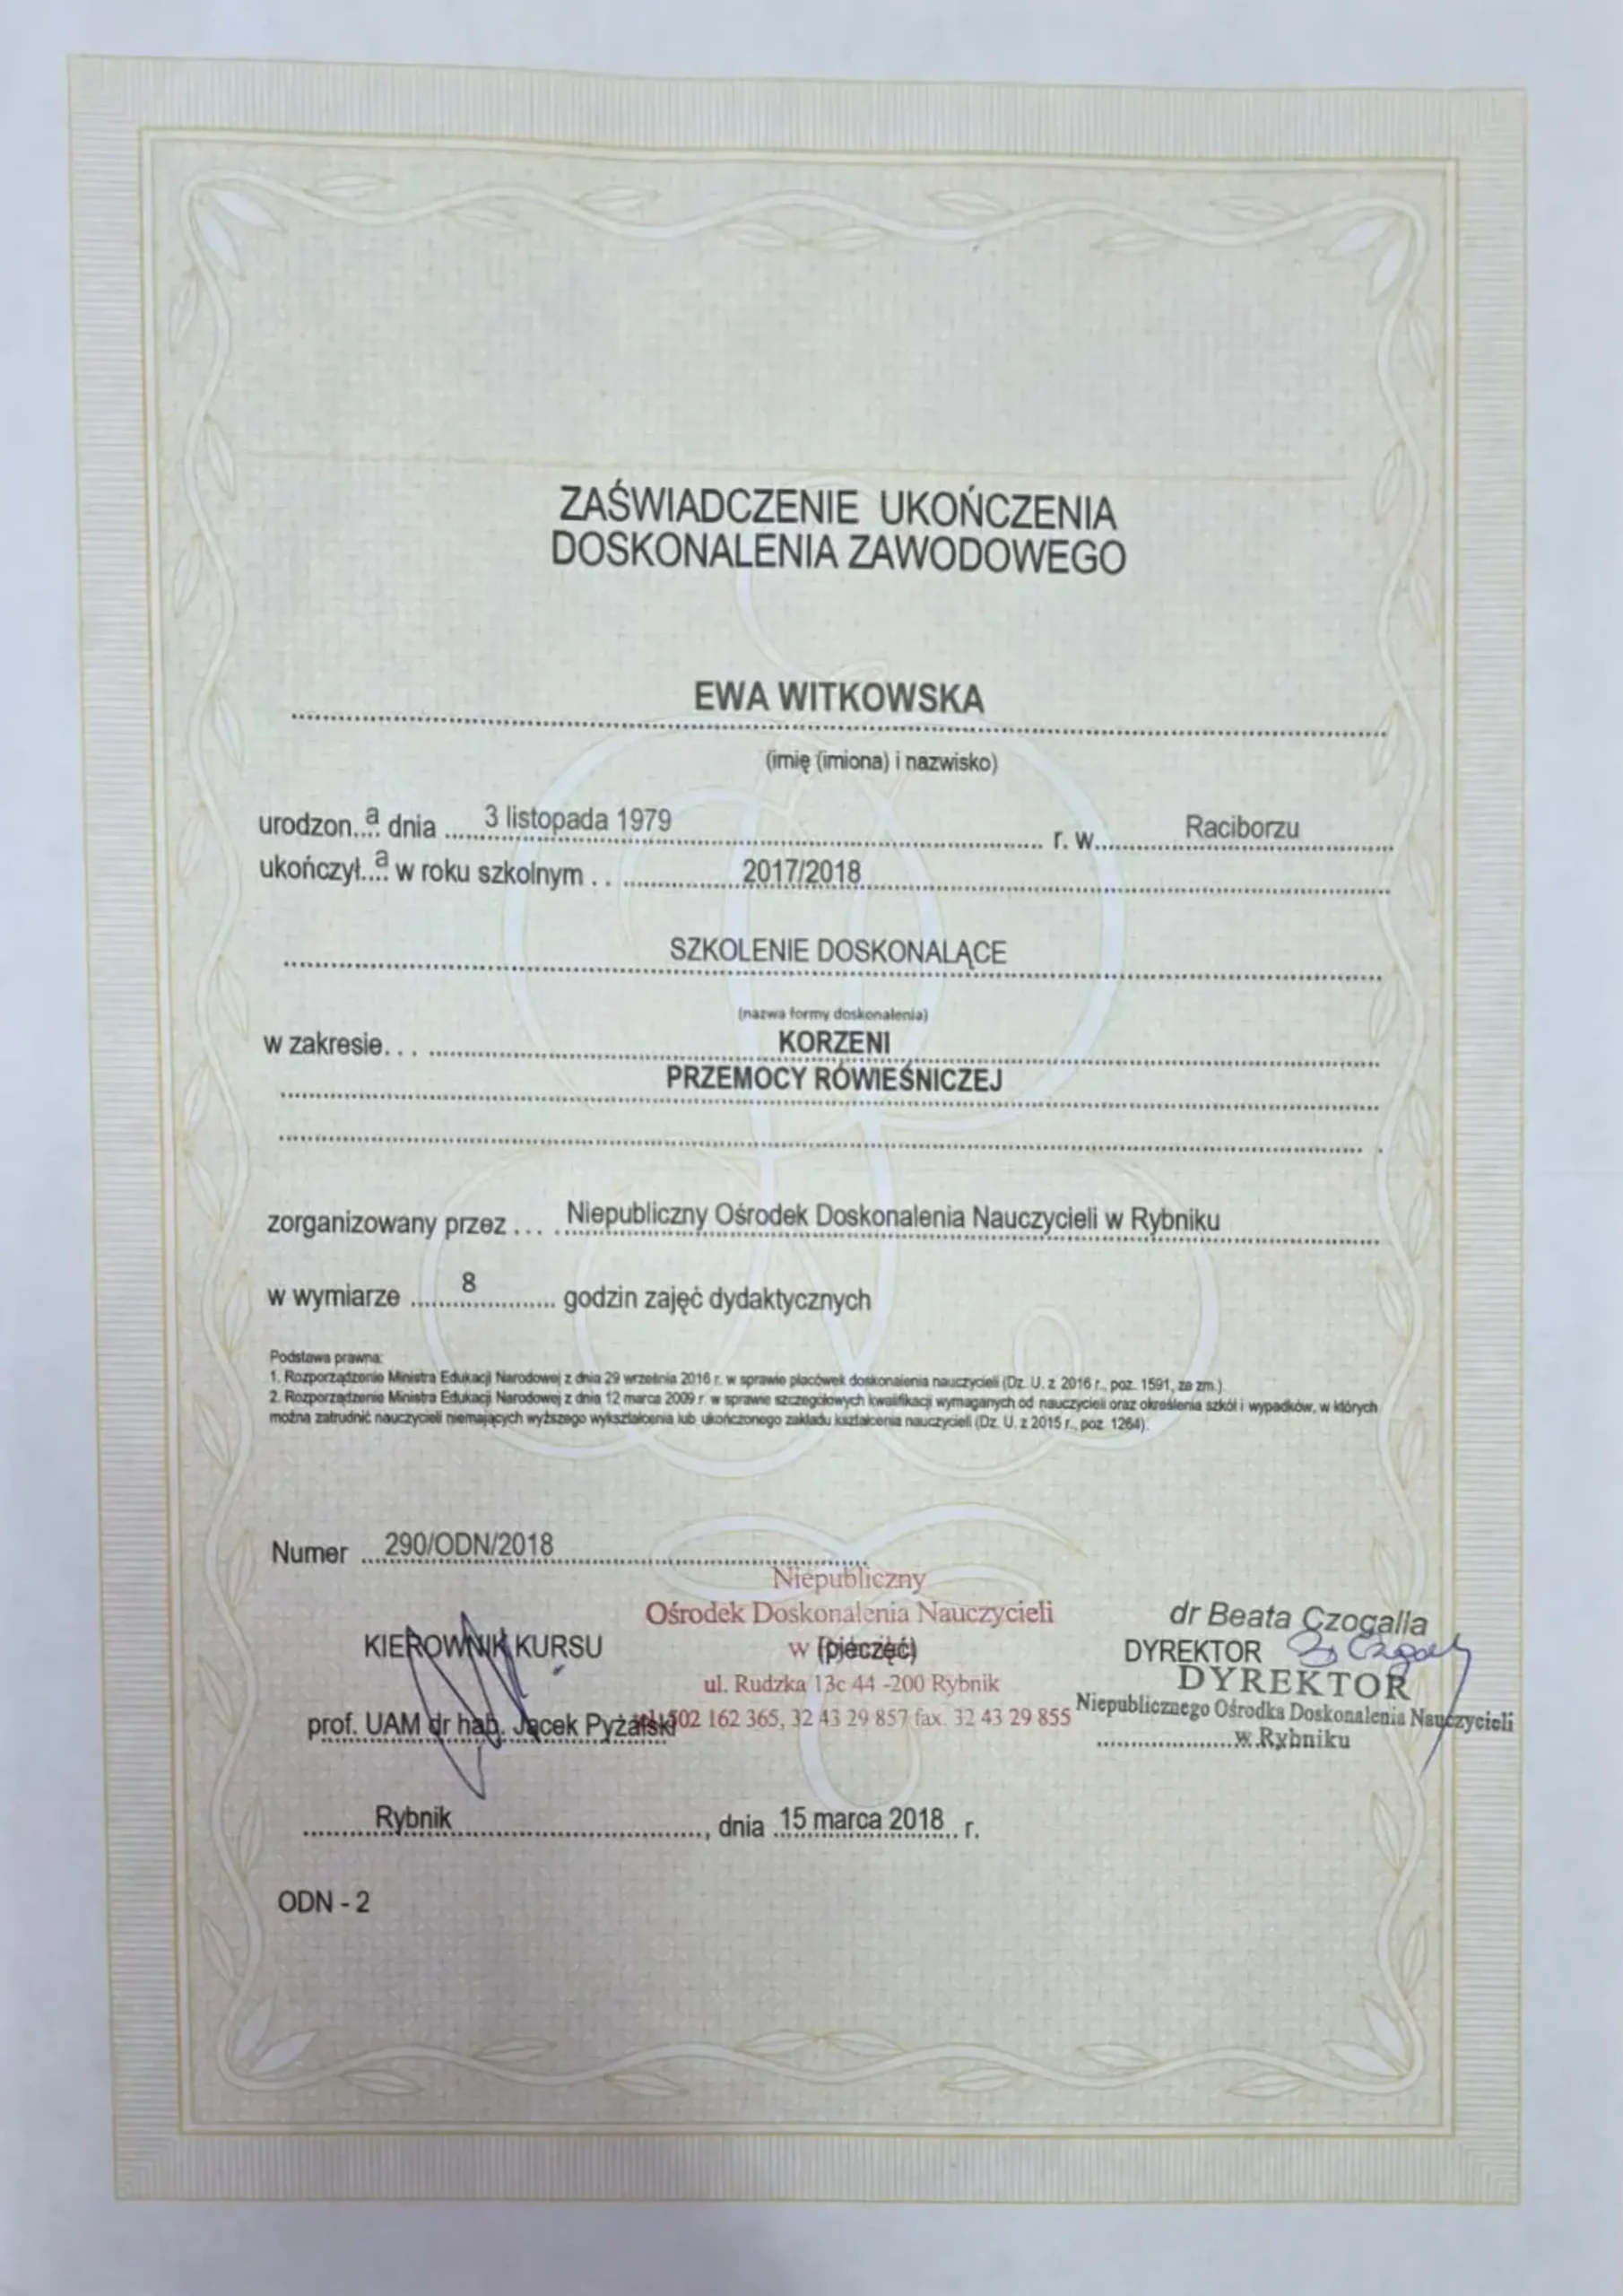 ZAŚWIADCZENIE UKOŃCZENIA
DOSKONALENIA ZAWODOWEGO
EWA WITKOWSKA
(imię (imiona) i nazwisko)
urodzon....a dnia ..... 3 listopada 1979 ..... r. w..... Raciborzu
ukończył....a w roku szkolnym . . ..... 2017/2018
SZKOLENIE DOSKONALĄCE
(nazwa formy doskonalenia)
w zakresie. . . ..... KORZENI
PRZEMOCY RÓWIEŚNICZEJ
zorganizowany przez . . . . Niepubliczny Ośrodek Doskonalenia Nauczycieli w Rybniku
w wymiarze ..... 8 ..... godzin zajęć dydaktycznych
Podstawa prawna:
1. Rozporządzenie Ministra Edukacji Narodowej z dnia 29 września 2016 r. w sprawie placówek doskonalenia nauczycieli (Dz. U. z 2016 r., poz. 1591, ze zm.).
2. Rozporządzenie Ministra Edukacji Narodowej z dnia 12 marca 2009 r. w sprawie szczegółowych kwalifikacji wymaganych od nauczycieli oraz określenia szkół i wypadków, w których
można zatrudnić nauczycieli niemających wyższego wykształcenia lub ukończonego zakładu kształcenia nauczycieli (Dz. U. z 2015 r., poz. 1264).
Numer ..... 290/ODN/2018
Niepubliczny
Ośrodek Doskonalenia Nauczycieli
w
(pieczęć)
ul. Rudzka 13c 44 -200 Rybnik
502 162 365, 32 43 29 857 fax. 32 43 29 855
KIEROWNIK KURSU
prof. UAM dr hab. Jacek Pyżalski
dr Beata Czogalla
DYREKTOR
DYREKTOR
Niepublicznego Ośrodka Doskonalenia Nauczycieli
w Rybniku
Rybnik ....., dnia 15 marca 2018 .. r.
ODN - 2